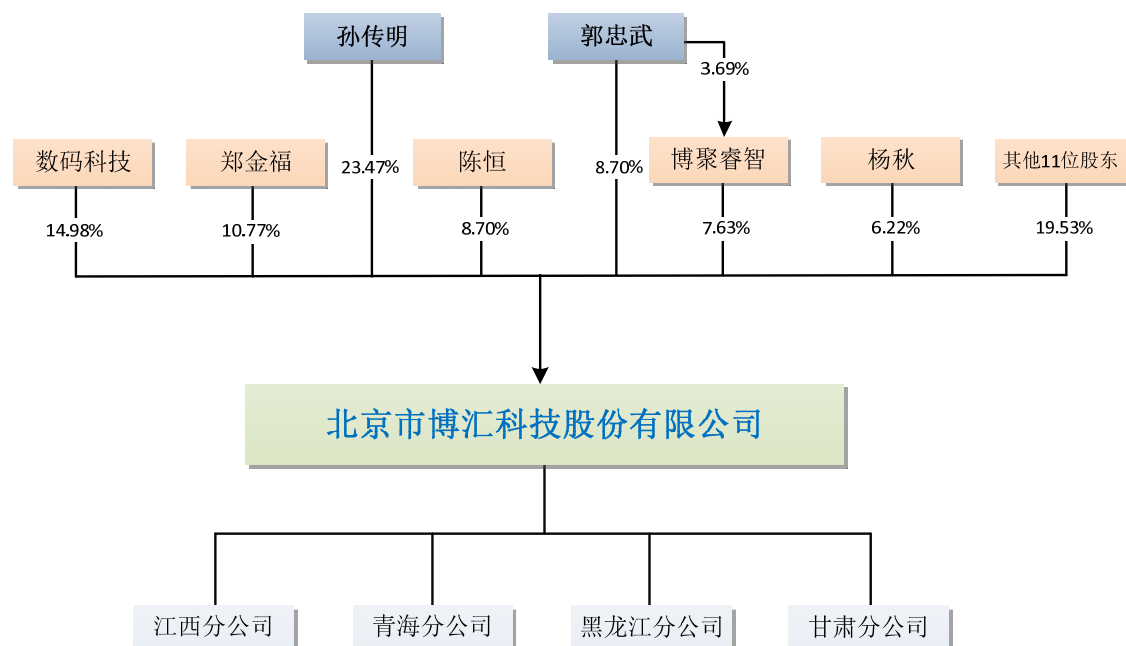 孙传明
郭忠武
3.69%
数码科技
郑金福
23.47%
陈恒
8.70%
博聚睿智
杨秋
其他11位股东
14.98%
10.77%
8.70%
7.63%
6.22%
19.53%
北京市博汇科技股份有限公司
江西分公司
青海分公司
黑龙江分公司
甘肃分公司